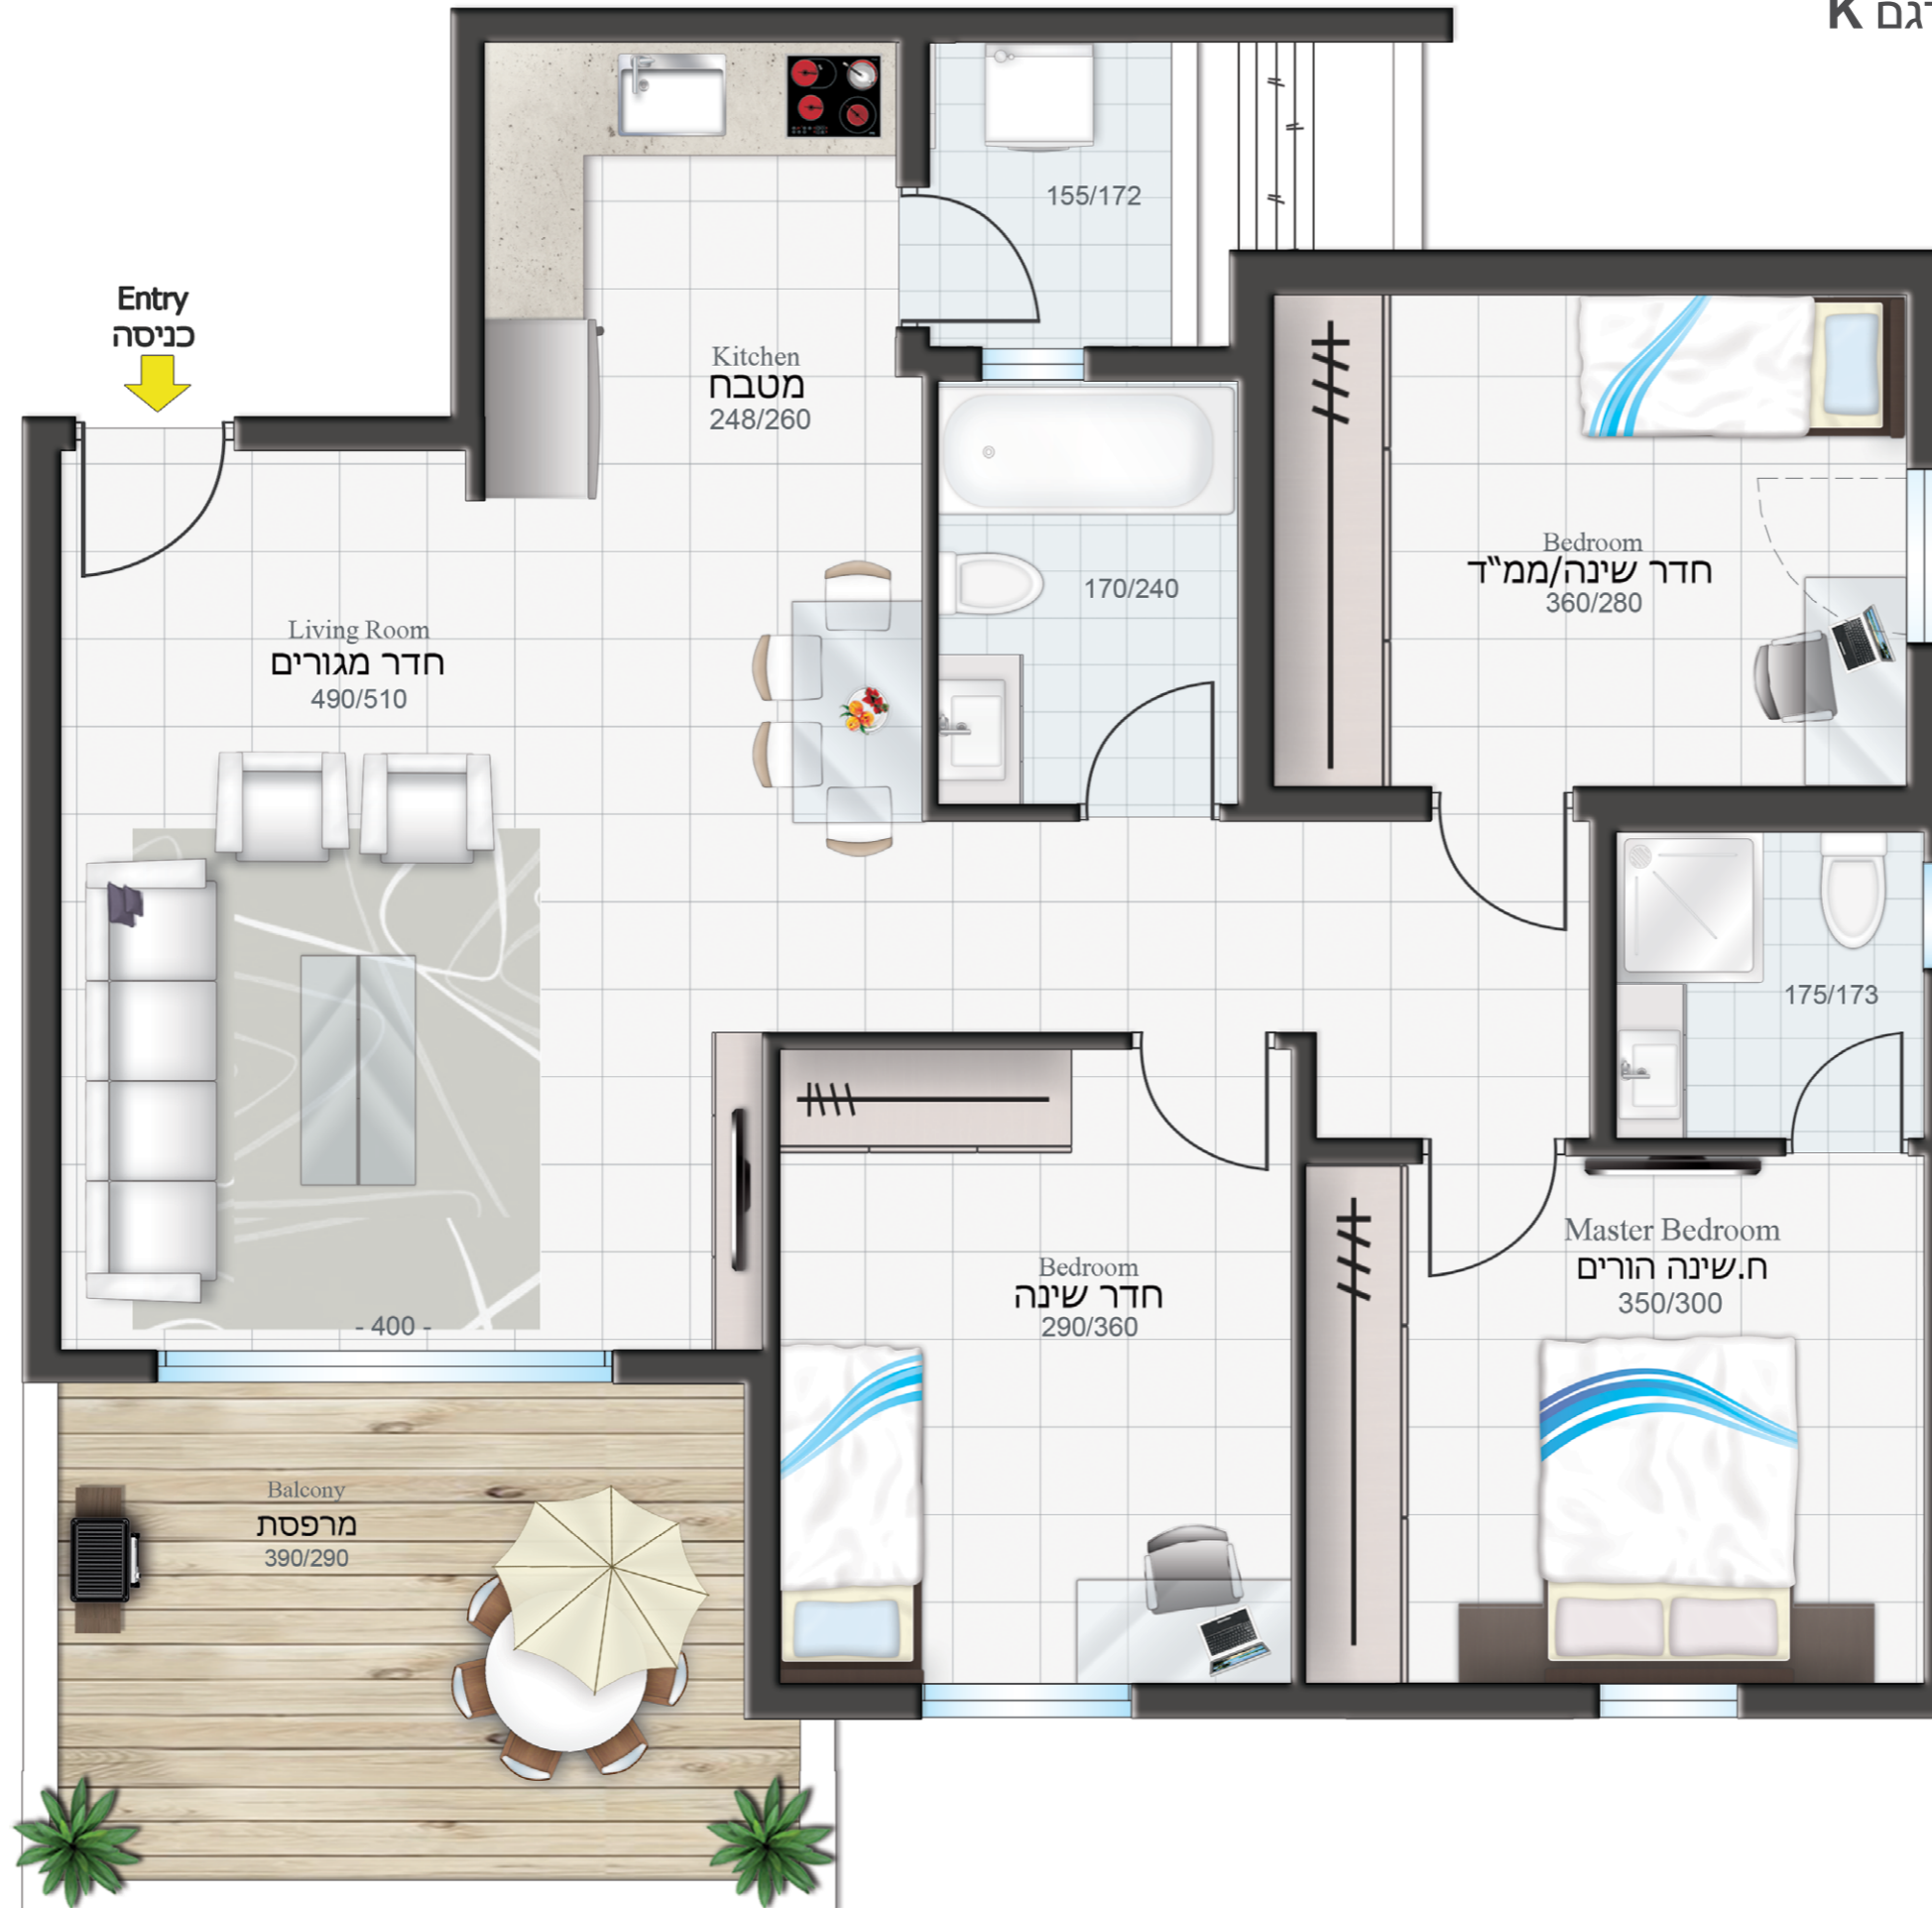 K
Entry
כניסה
Kitchen
מטבח
248/260
155/172
Living Room
חדר מגורים
490/510
170/240
Bedroom
חדר שינה/ממ"ד
360/280
175/173
Bedroom
חדר שינה
290/360
Master Bedroom
ח.שינה הורים
350/300
- 400 -
Balcony
מרפסת
390/290